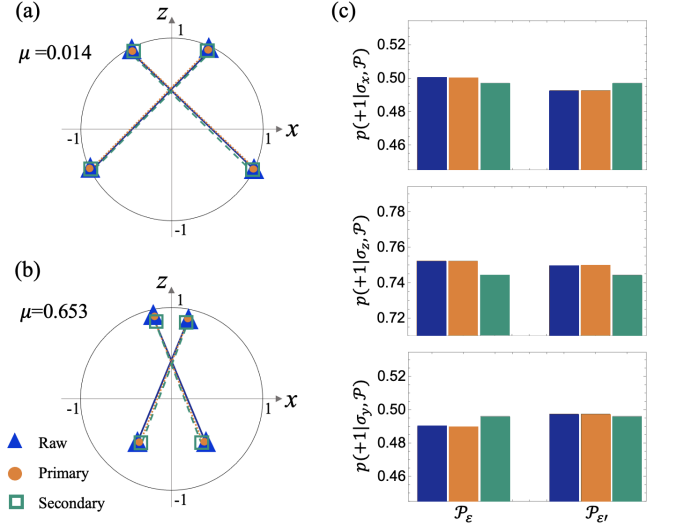 (a)
z
μ =0.014
1
-1
1
x
-1
(b)
z
μ=0.653
1
-1
1
x
-1
Raw
Primary
Secondary
(c)
p(+1|σx, P)
0.52
0.50
0.48
0.46
p(+1|σz, P)
0.78
0.76
0.74
0.72
p(+1|σy, P)
0.52
0.50
0.48
0.46
𝒫ε
𝒫ε′